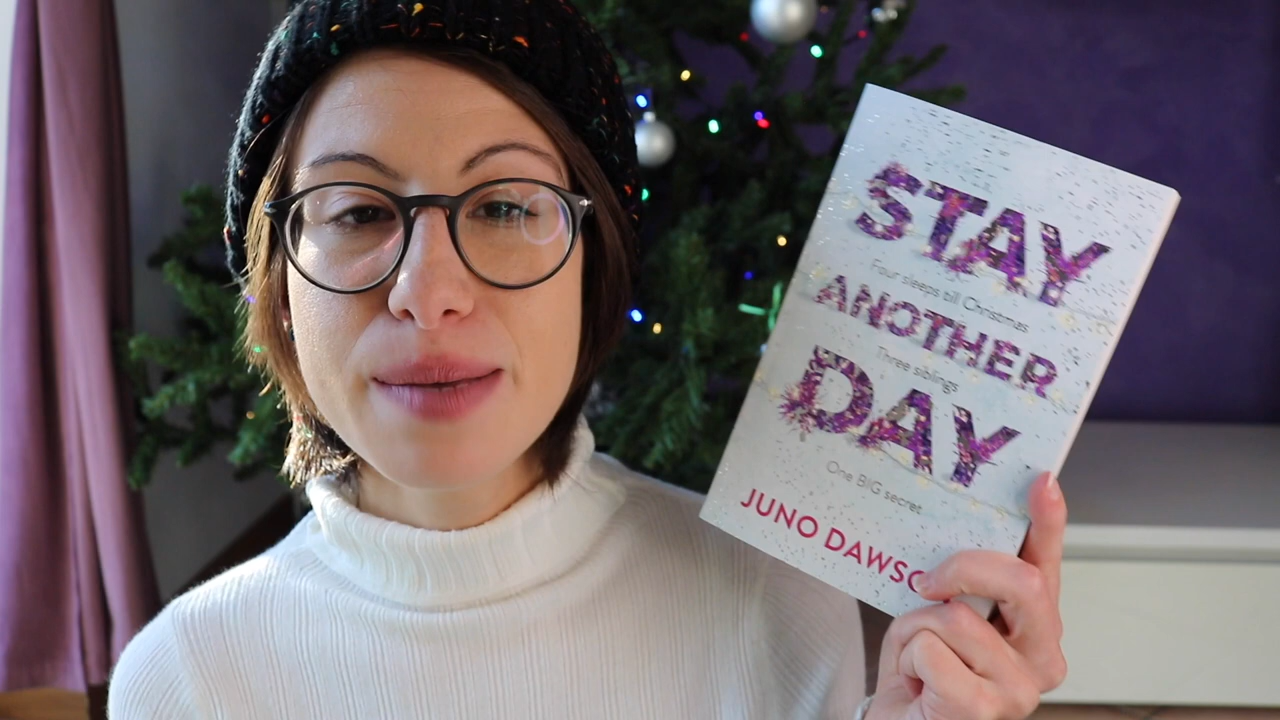 STAY
Four sleeps till Christmas
ANOTHER
Three siblings
DAY
One BIG secret
JUNO DAWSO